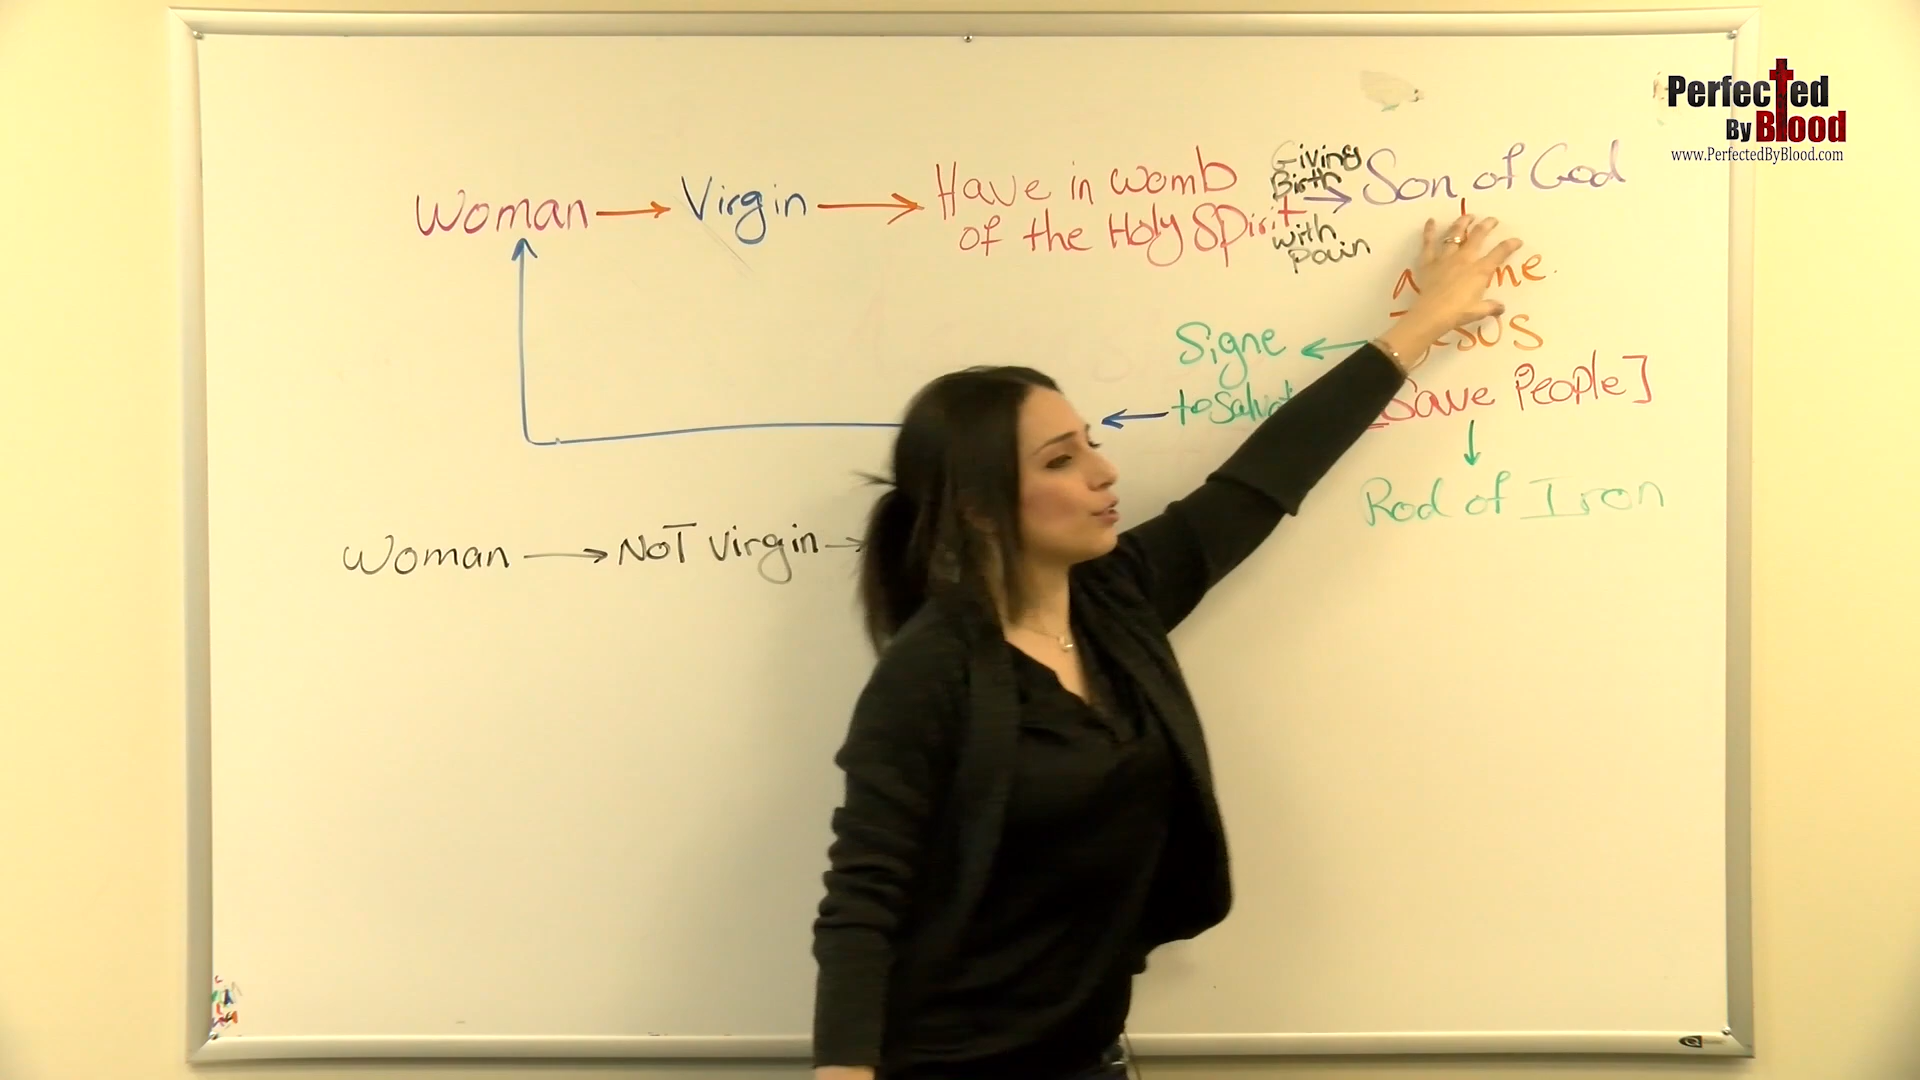 Perfected
By Blood
www.PerfectedByBlood.com
Woman
Virgin
Have in womb
of the Holy Spirit
Giving
Birth
with
Pain
Son of God
Jesus
Signe
to
Save People]
Rod of Iron
Woman
NOT Virgin